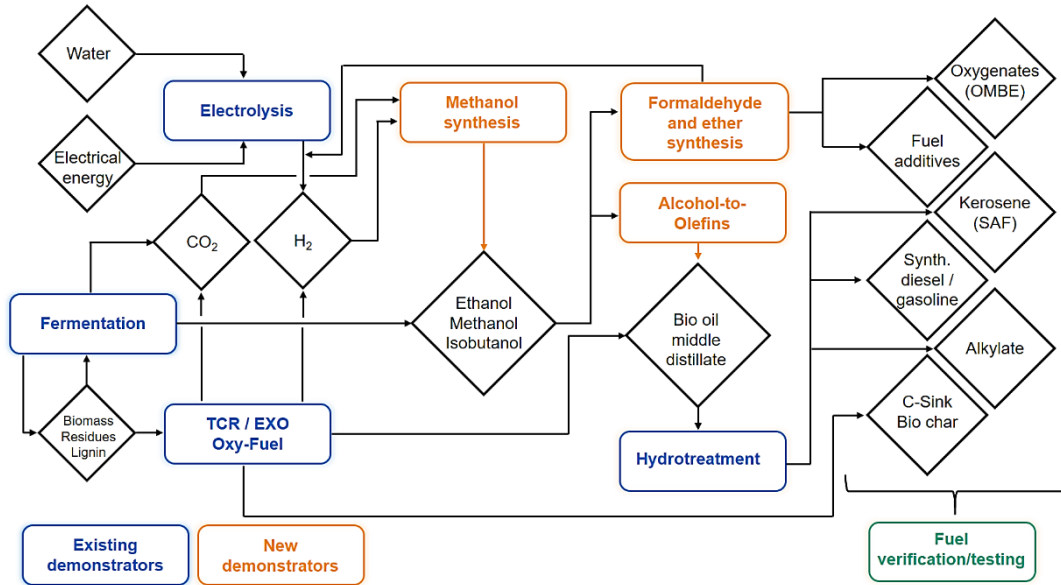 Water
Electrolysis
Electrical
energy
Methanol
synthesis
Formaldehyde
and ether
synthesis
Oxygenates
(OMBE)
Fuel
additives
Kerosene
(SAF)
Alcohol-to-
Olefins
CO₂
H₂
Synth.
diesel /
gasoline
Fermentation
Ethanol
Methanol
Isobutanol
Bio oil
middle
distillate
Alkylate
Biomass
Residues
Lignin
TCR / EXO
Oxy-Fuel
C-Sink
Bio char
Hydrotreatment
Existing
demonstrators
New
demonstrators
Fuel
verification/testing